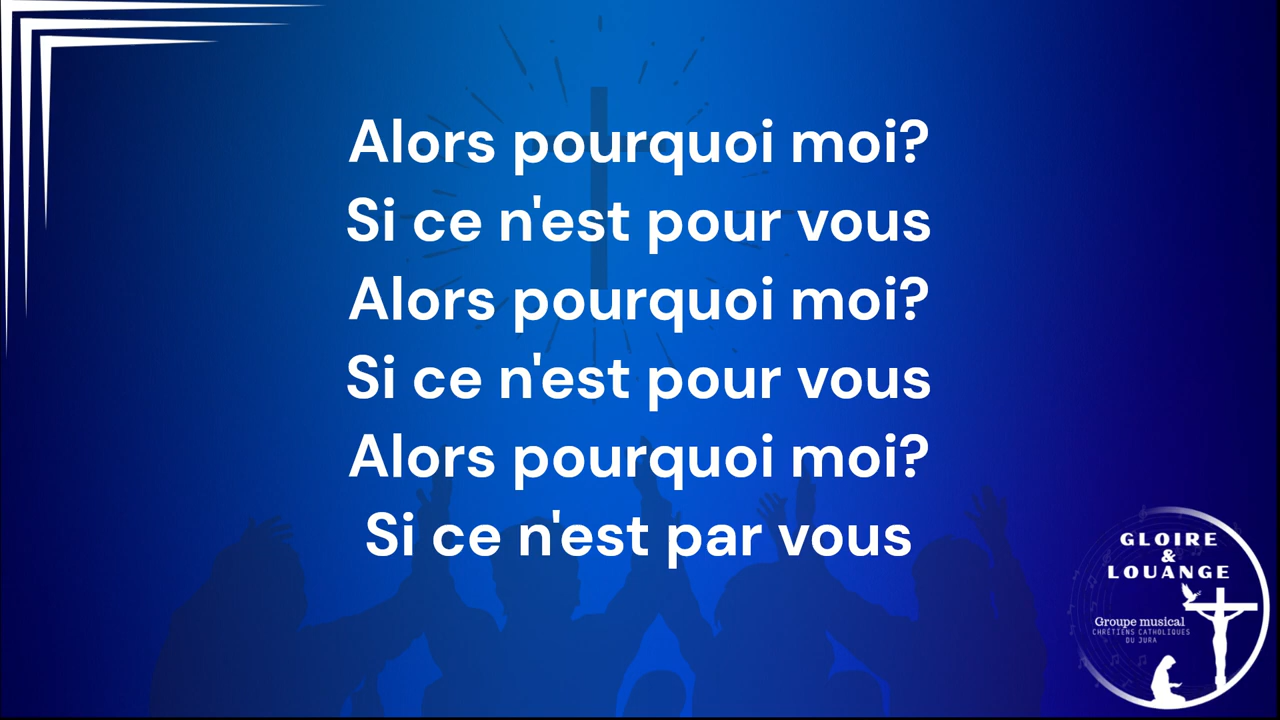 Alors pourquoi moi?
Si ce n'est pour vous
Alors pourquoi moi?
Si ce n'est pour vous
Alors pourquoi moi?
Si ce n'est par vous
GLOIRE
&
LOUANGE
Groupe musical
CHRÉTIENS CATHOLIQUES
DU JURA